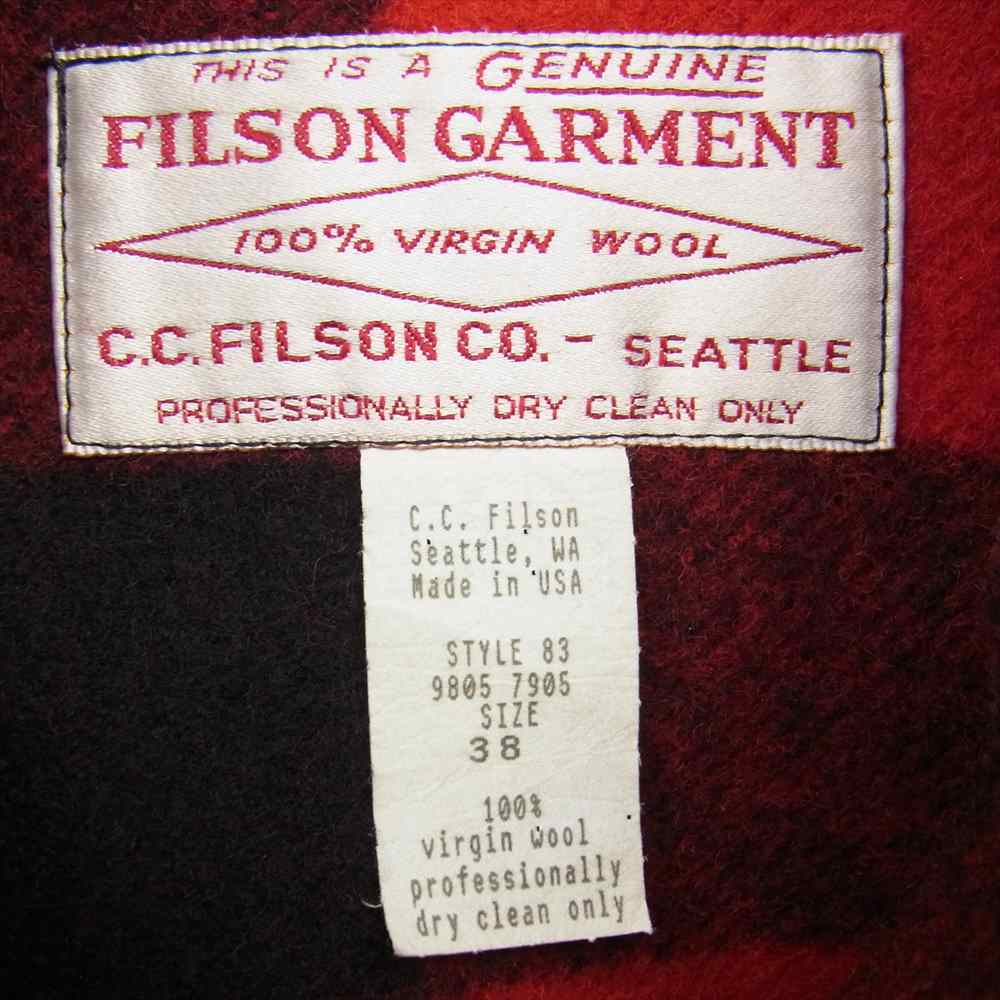 THIS IS A GENUINE
FILSON GARMENT
100% VIRGIN WOOL
C.C. FILSON CO. - SEATTLE
PROFESSIONALLY DRY CLEAN ONLY
C.C. Filson
Seattle, WA
Made in USA
STYLE 83
9805 7905
SIZE
38
100%
virgin wool
professionally
dry clean only